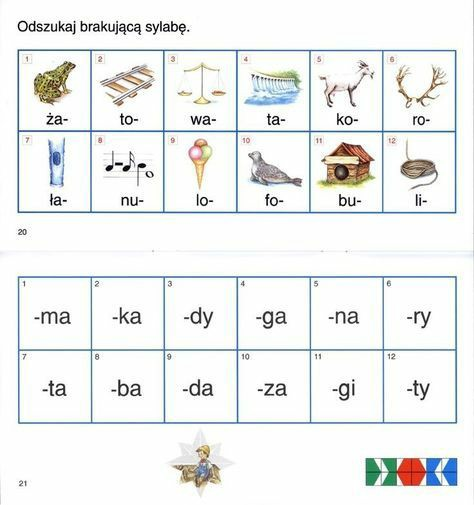 Odszukaj brakującą sylabę.
1 2 3 4 5 6
ża- to- wa- ta- ko- ro-
7 8 9 10 11 12
ła- nu- lo- fo- bu- li-
20
1 2 3 4 5 6
-ma -ka -dy -ga -na -ry
7 8 9 10 11 12
-ta -ba -da -za -gi -ty
21